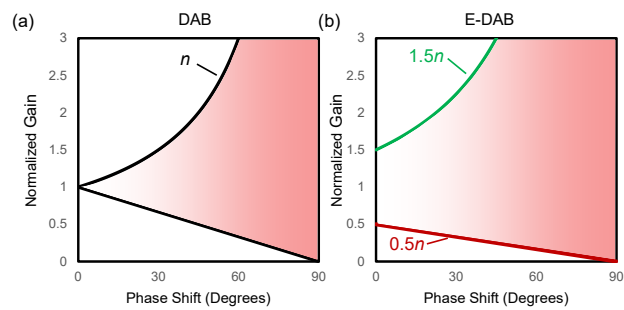 (a)
DAB
Normalized Gain
3
2.5
2
1.5
1
0.5
0
n
0
30
60
90
Phase Shift (Degrees)
(b)
E-DAB
Normalized Gain
3
2.5
2
1.5
1
0.5
0
1.5n
0.5n
0
30
60
90
Phase Shift (Degrees)